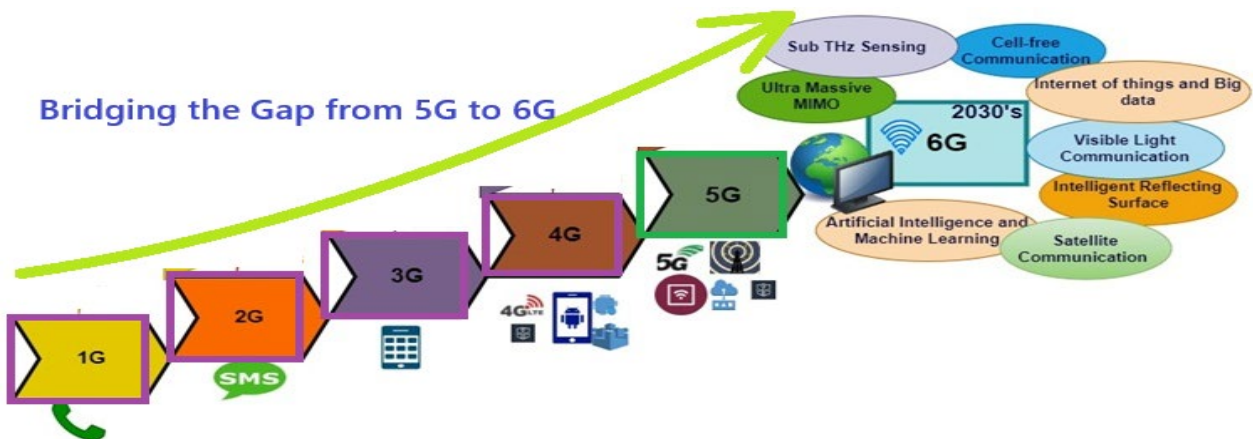 Bridging the Gap from 5G to 6G
1G
2G
SMS
3G
4G
4G LTE
5G
5G
2030's
6G
Sub THz Sensing
Cell-free
Communication
Ultra Massive
MIMO
Internet of things and Big
data
Visible Light
Communication
Intelligent Reflecting
Surface
Artificial Intelligence and
Machine Learning
Satellite
Communication